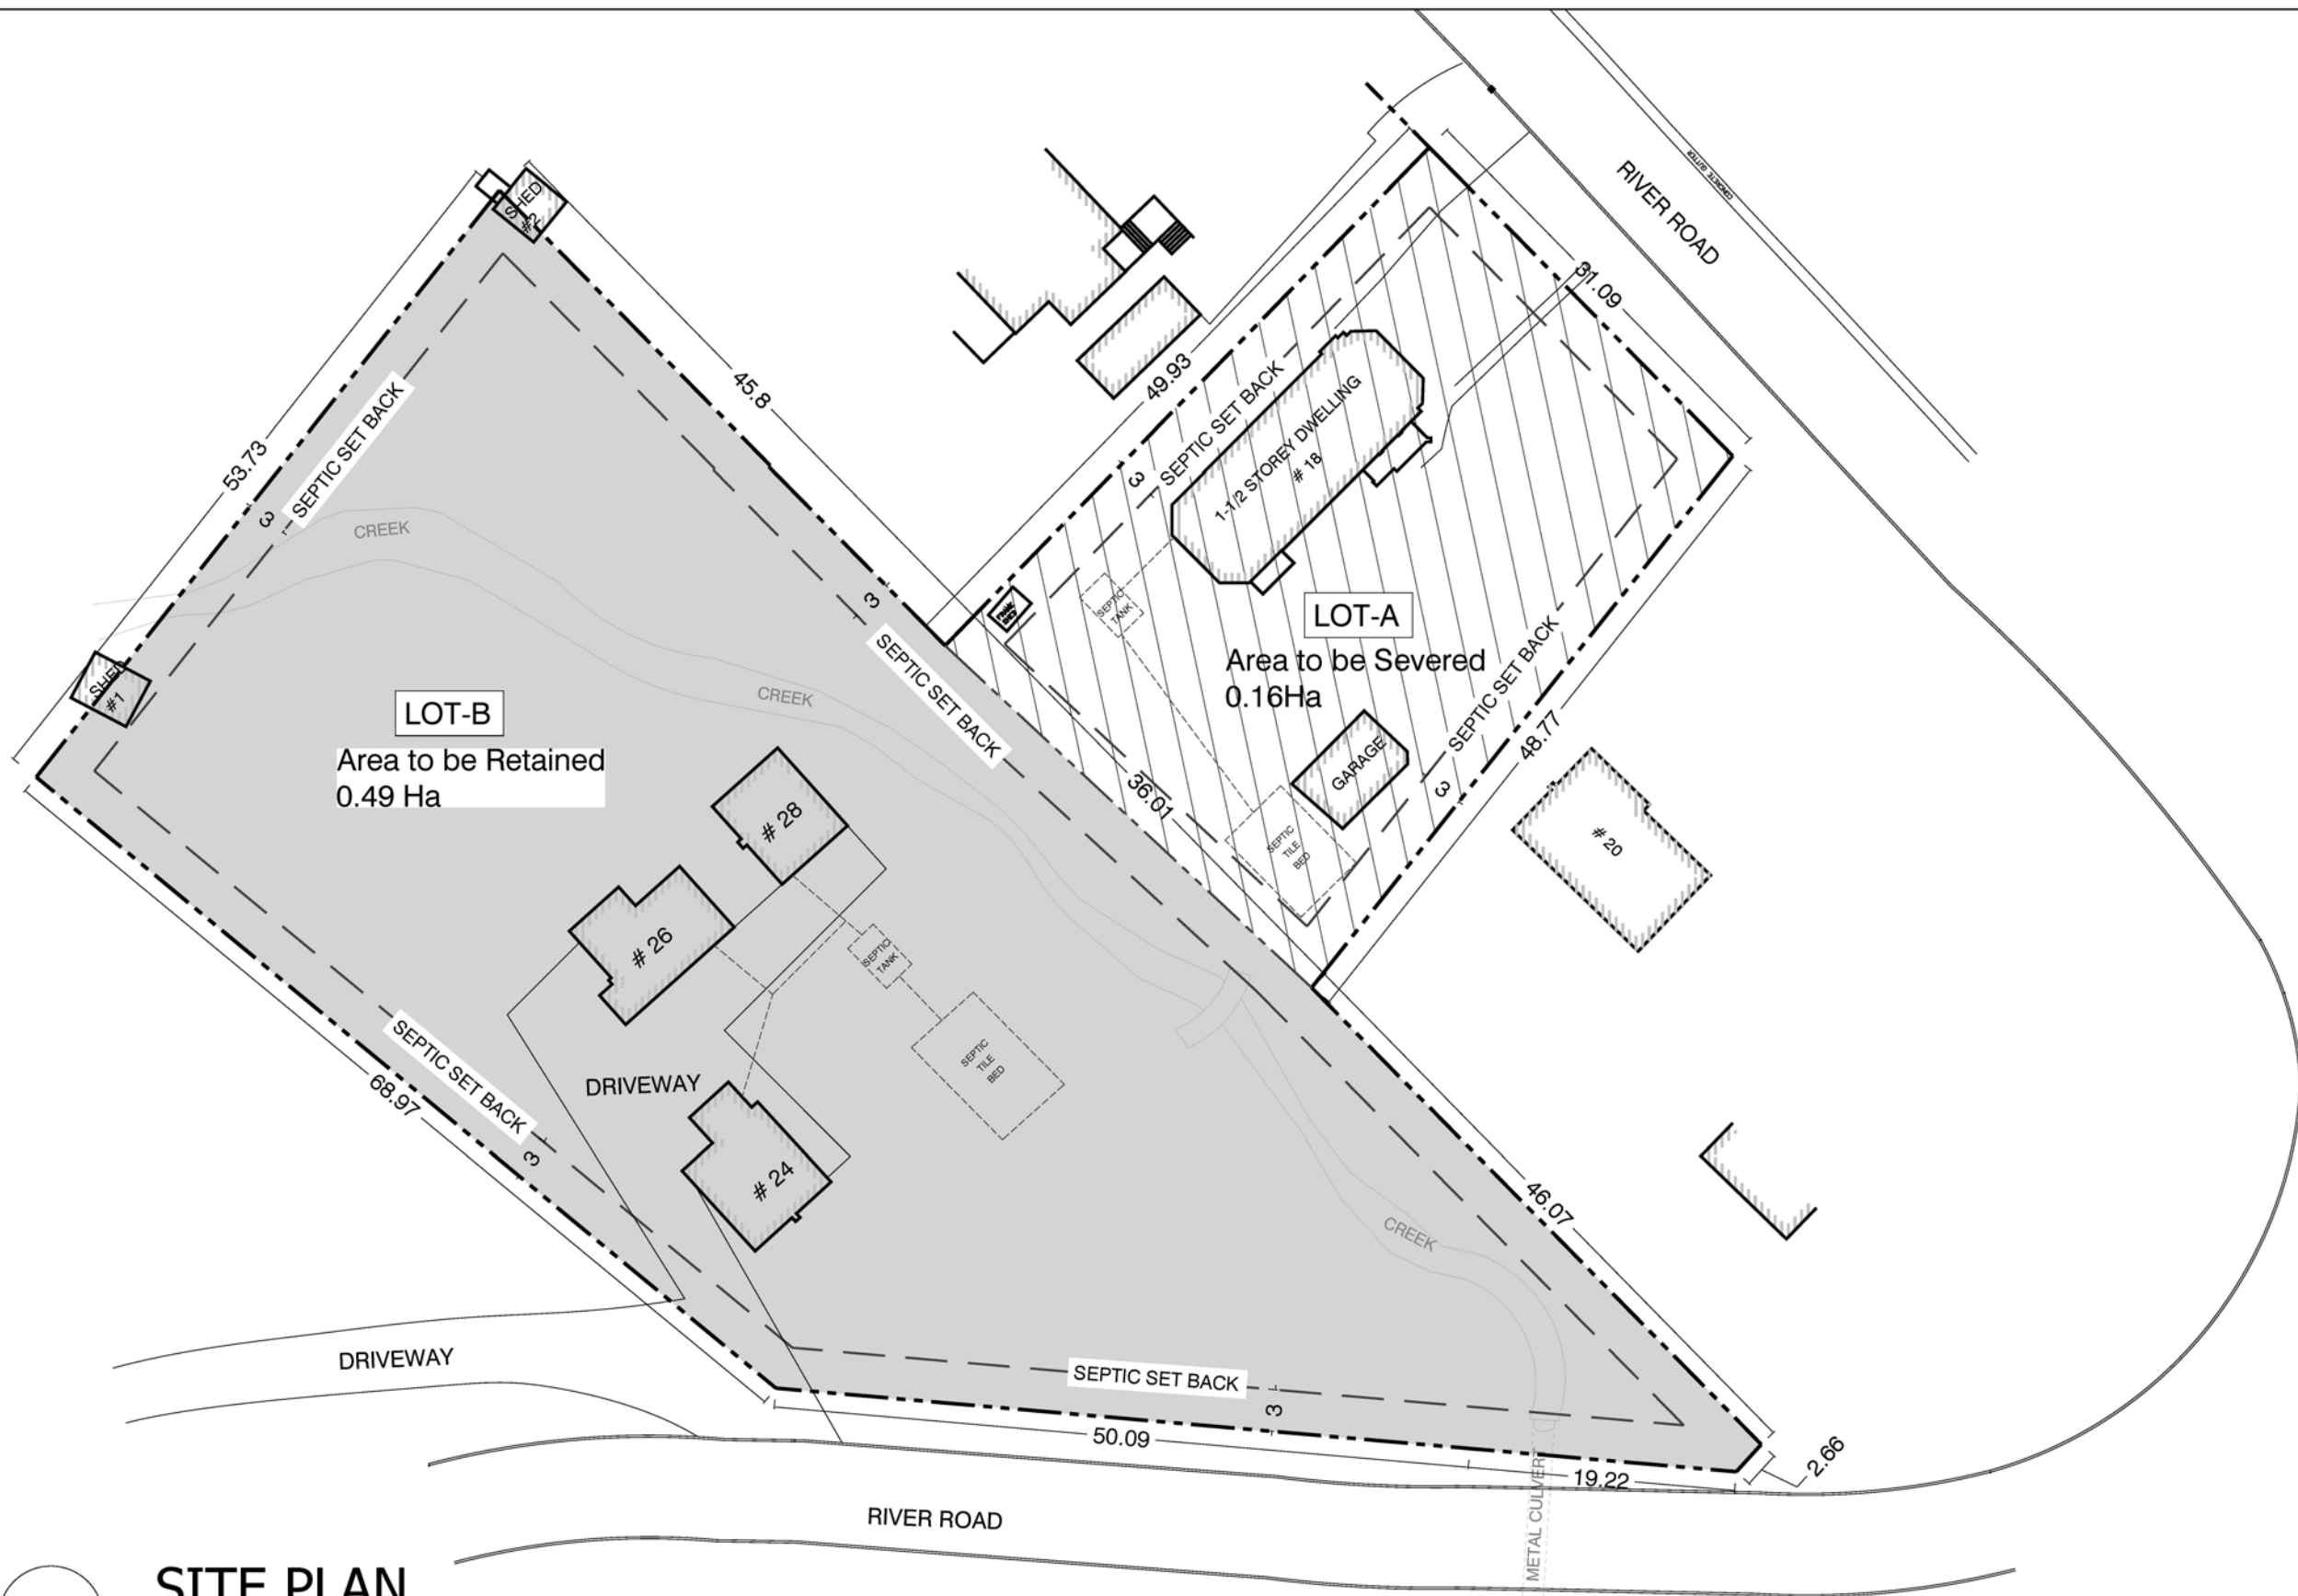 RIVER ROAD
CONCRETE GUTTER
SHED
#2
31.09
49.93
45.8
SEPTIC SET BACK
3
1-1/2 STOREY DWELLING
# 18
53.73
SEPTIC SET BACK
3
CREEK
3
SEPTIC SET BACK
SEPTIC
TANK
LOT-A
Area to be Severed
0.16Ha
SEPTIC SET BACK
48.77
3
GARAGE
36.01
SEPTIC
TILE
BED
# 20
SHED
#1
CREEK
LOT-B
Area to be Retained
0.49 Ha
# 28
# 26
SEPTIC
TANK
SEPTIC
TILE
BED
SEPTIC SET BACK
68.97
3
DRIVEWAY
# 24
46.07
CREEK
DRIVEWAY
SEPTIC SET BACK
3
50.09
19.22
2.66
METAL CULVERT
RIVER ROAD
SITE PLAN